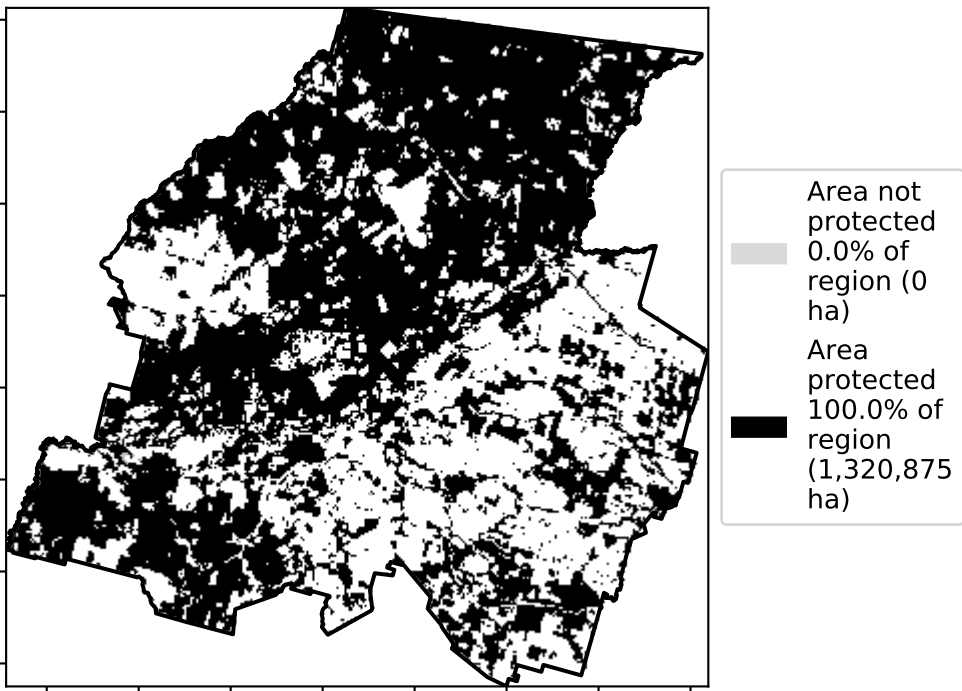 Area not
protected
0.0% of
region (0
ha)
Area
protected
100.0% of
region
(1,320,875
ha)